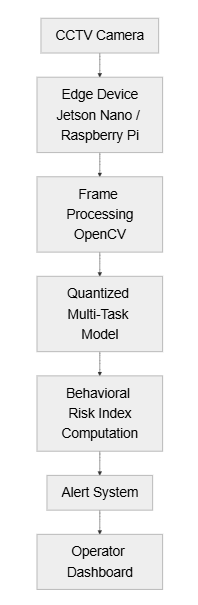 CCTV Camera
Edge Device
Jetson Nano /
Raspberry Pi
Frame
Processing
OpenCV
Quantized
Multi-Task
Model
Behavioral
Risk Index
Computation
Alert System
Operator
Dashboard